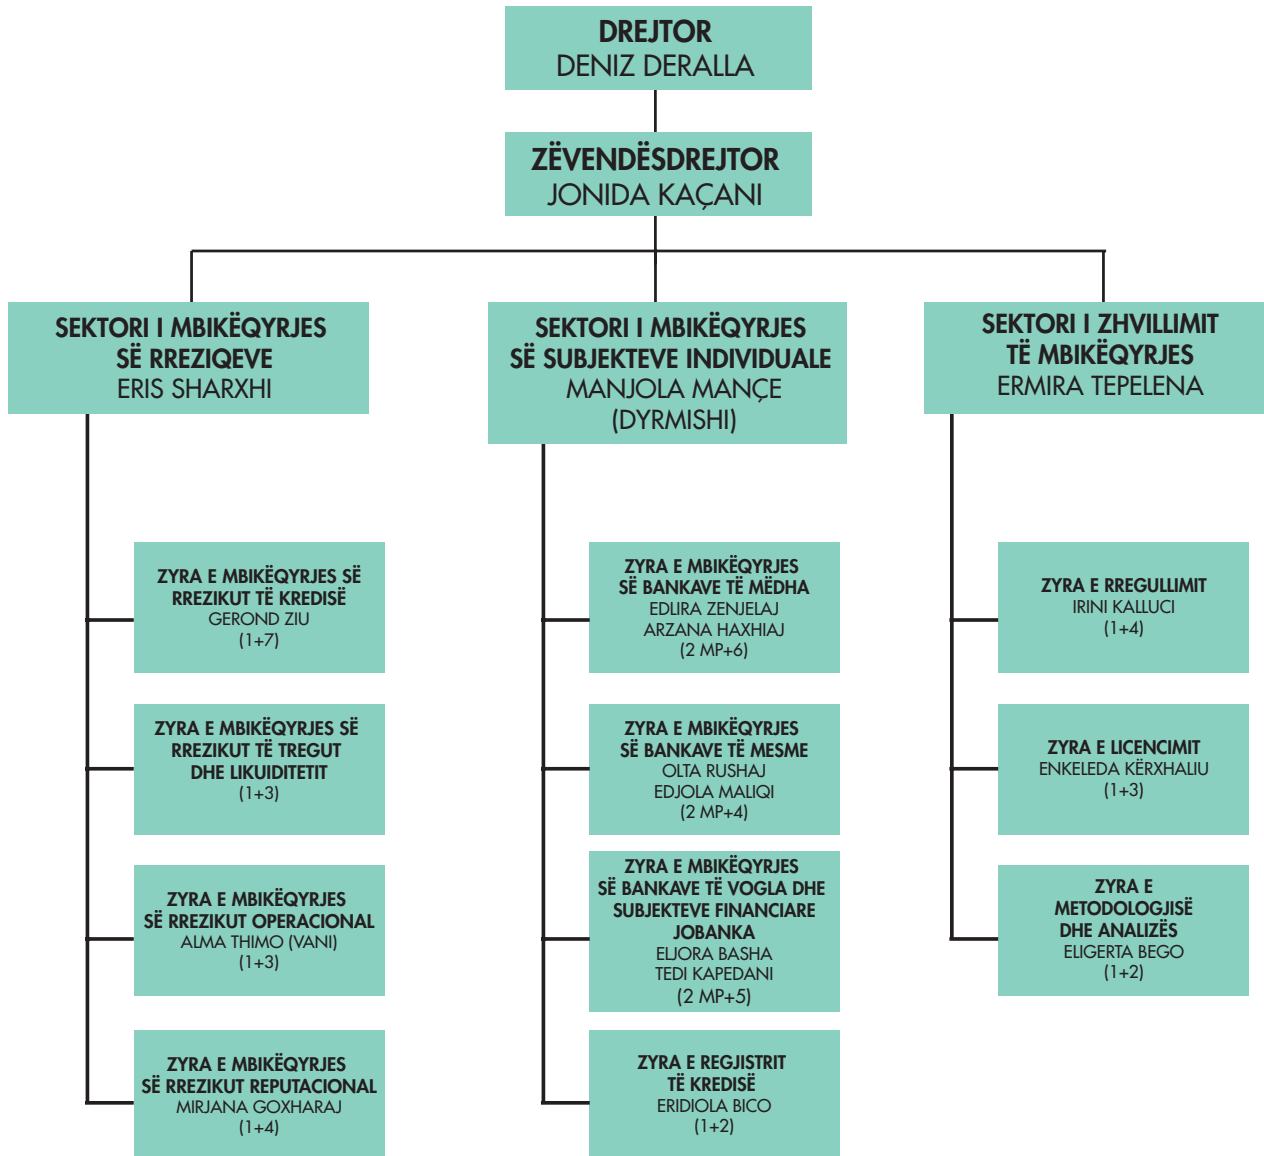 DREJTOR
DENIZ DERALLA
ZËVENDËSDREJTOR
JONIDA KAÇANI
SEKTORI I MBIKËQYRJES
SË RREZIQEVE
ERIS SHARXHI
SEKTORI I MBIKËQYRJES
SË SUBJEKTEVE INDIVIDUALE
MANJOLA MANÇE
(DYRMISHI)
SEKTORI I ZHVILLIMIT
TË MBIKËQYRJES
ERMIRA TEPELENA
ZYRA E MBIKËQYRJES SË
RREZIKUT TË KREDISË
GEROND ZIU
(1+7)
ZYRA E MBIKËQYRJES SË
RREZIKUT TË TREGUT
DHE LIKUIDITETIT
(1+3)
ZYRA E MBIKËQYRJES
SË RREZIKUT OPERACIONAL
ALMA THIMO (VANI)
(1+3)
ZYRA E MBIKËQYRJES
SË RREZIKUT REPUTACIONAL
MIRJANA GOXHARAJ
(1+4)
ZYRA E MBIKËQYRJES
SË BANKAVE TË MËDHA
EDLIRA ZENJELAJ
ARZANA HAXHIAJ
(2 MP+6)
ZYRA E MBIKËQYRJES
SË BANKAVE TË MESME
OLTA RUSHAJ
EDJOLA MALIQI
(2 MP+4)
ZYRA E MBIKËQYRJES
SË BANKAVE TË VOGLA DHE
SUBJEKTEVE FINANCIARE
JOBANKA
ELJORA BASHA
TEDI KAPEDANI
(2 MP+5)
ZYRA E REGJISTRIT
TË KREDISË
ERIDIOLA BICO
(1+2)
ZYRA E RREGULLIMIT
IRINI KALLUCI
(1+4)
ZYRA E LICENCIMIT
ENKELEDA KËRXHALIU
(1+3)
ZYRA E
METODOLOGJISË
DHE ANALIZËS
ELIGERTA BEGO
(1+2)